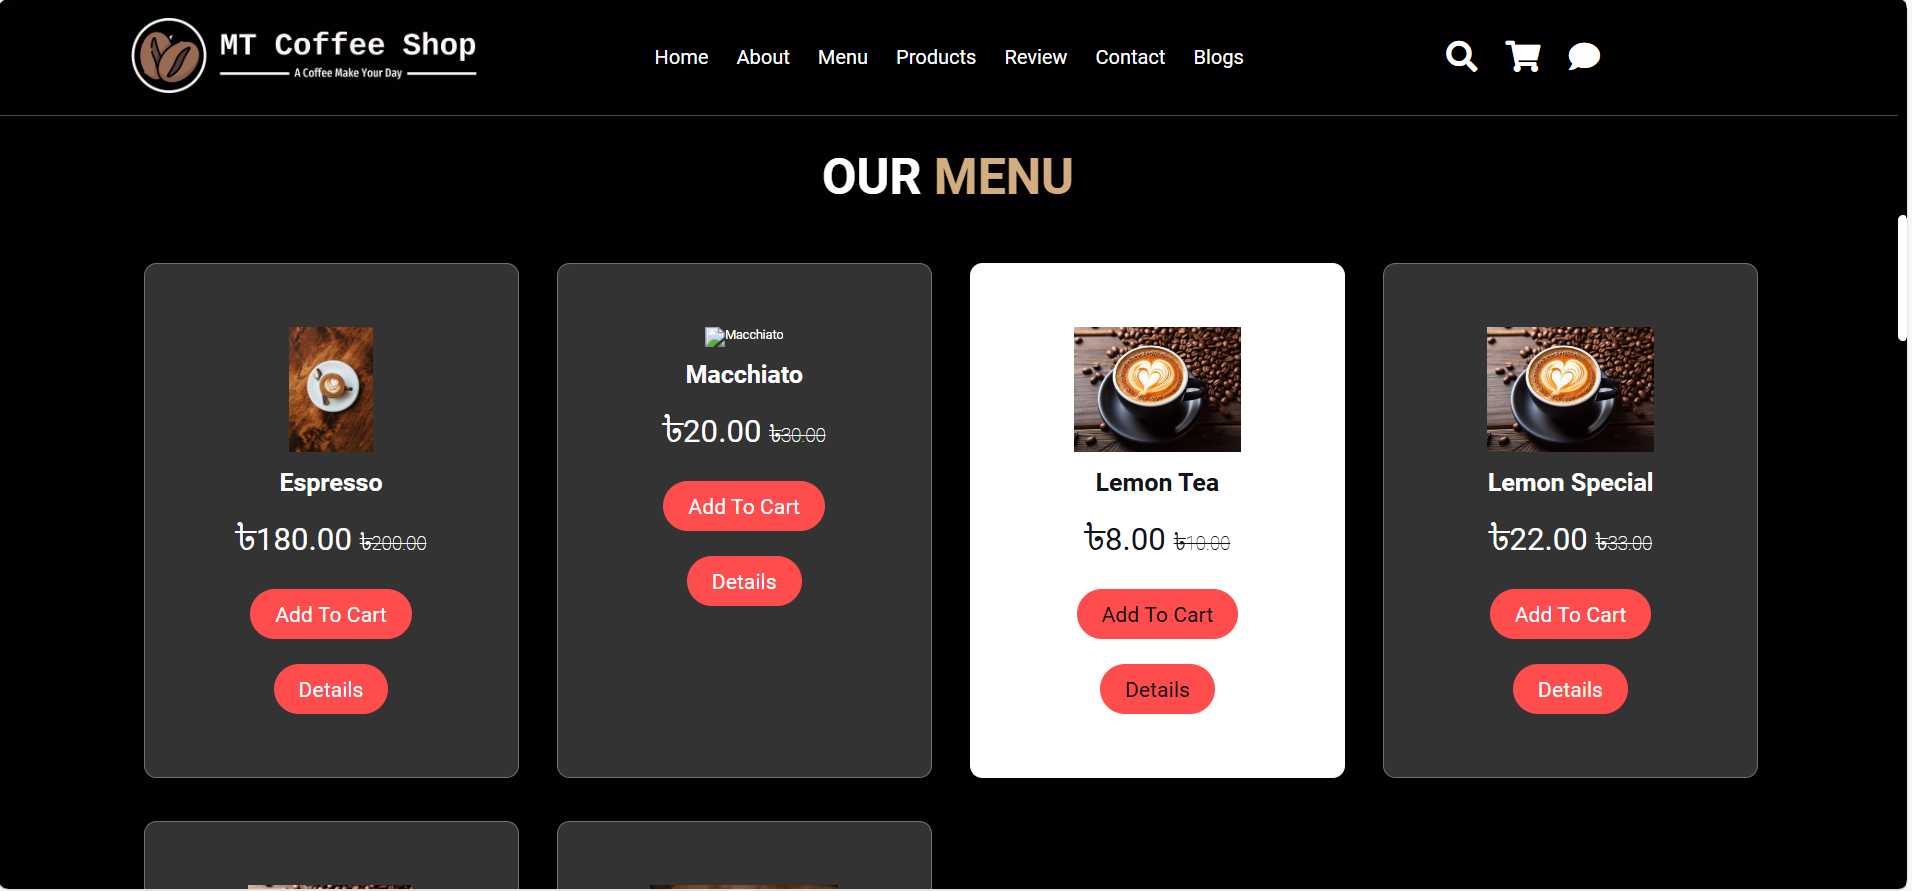 MT Coffee Shop
A Coffee Make Your Day
Home About Menu Products Review Contact Blogs
OUR MENU
Espresso
৳180.00 ৳200.00
Add To Cart
Details
Macchiato
Macchiato
৳20.00 ৳30.00
Add To Cart
Details
Lemon Tea
৳8.00 ৳10.00
Add To Cart
Details
Lemon Special
৳22.00 ৳33.00
Add To Cart
Details